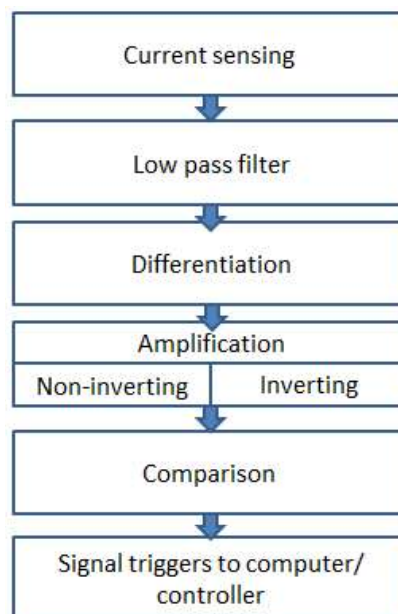 Current sensing
Low pass filter
Differentiation
Amplification
Non-inverting
Inverting
Comparison
Signal triggers to computer/
controller